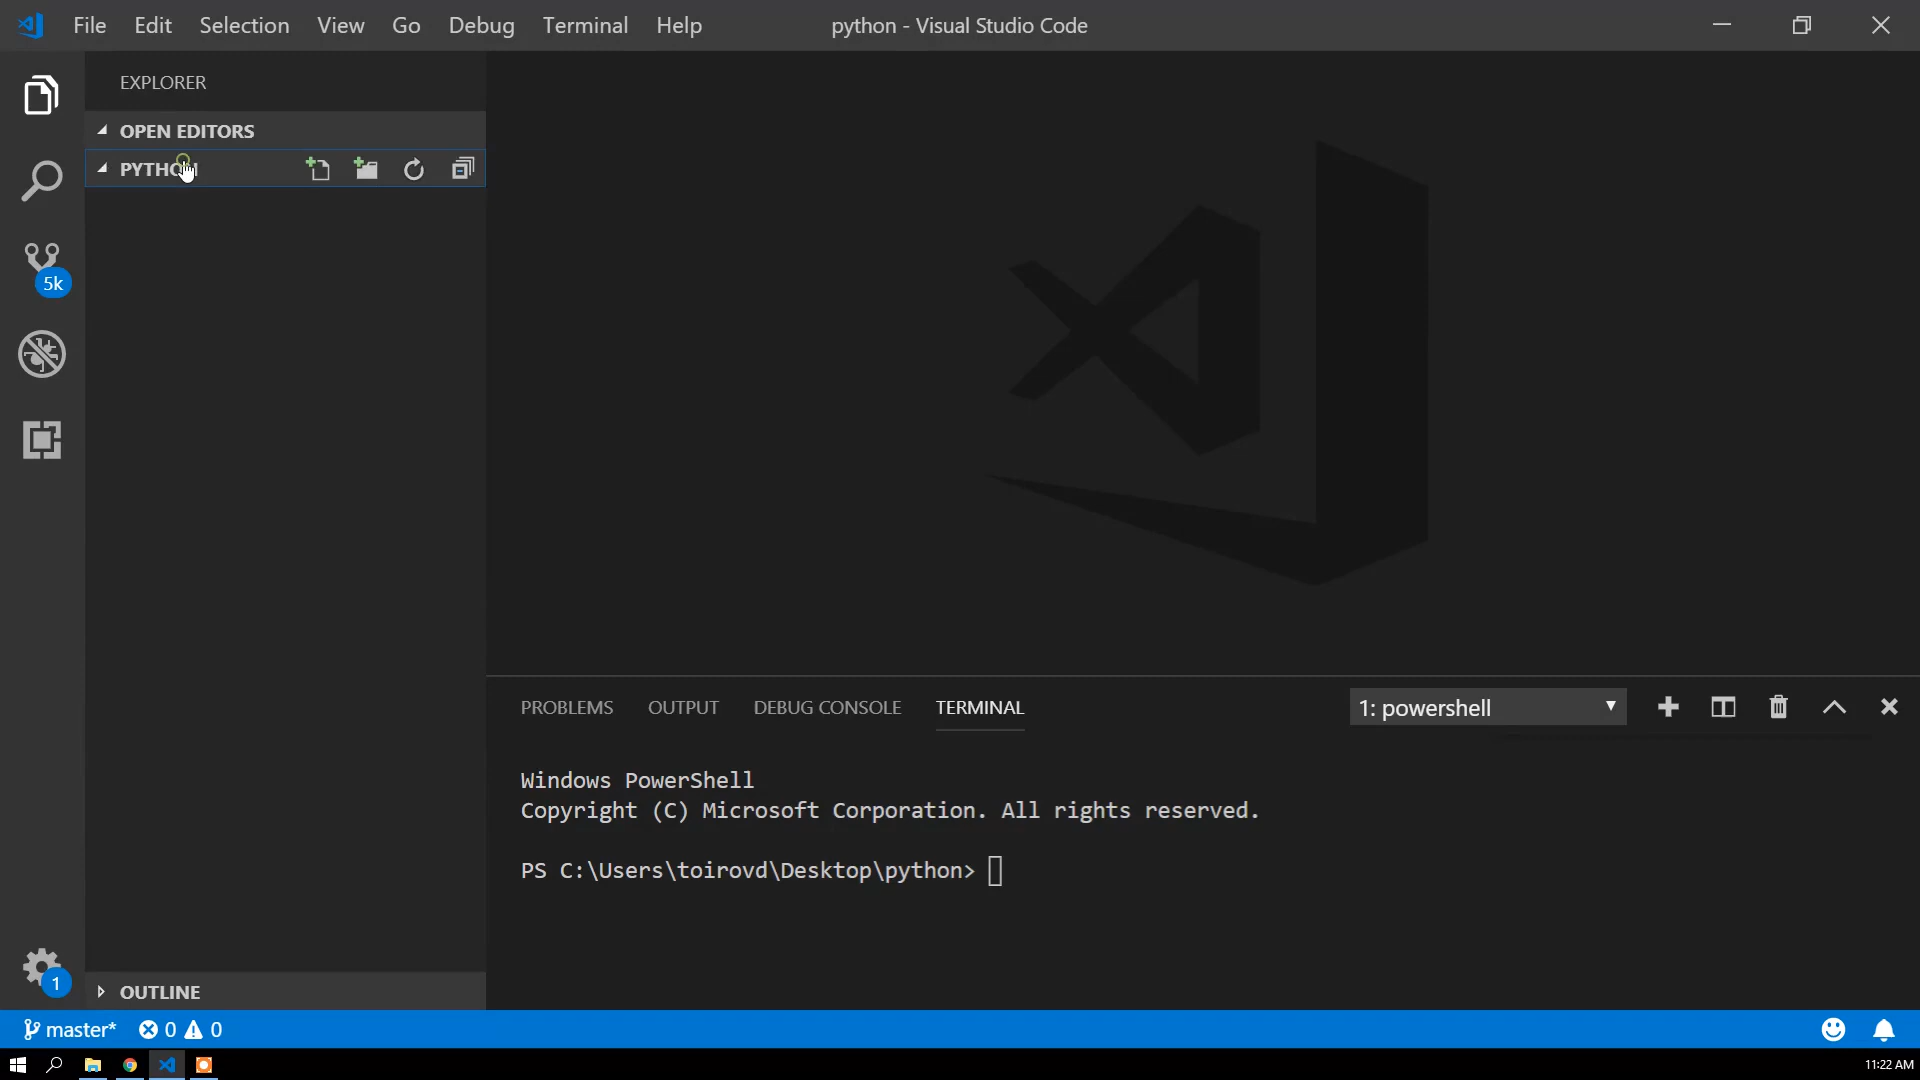 File Edit Selection View Go Debug Terminal Help python - Visual Studio Code
EXPLORER
OPEN EDITORS
PYTHON
5k
PROBLEMS OUTPUT DEBUG CONSOLE TERMINAL 1: powershell
Windows PowerShell
Copyright (C) Microsoft Corporation. All rights reserved.
PS C:\Users\toirovd\Desktop\python>
1
OUTLINE
master* 0 0
11:22 AM